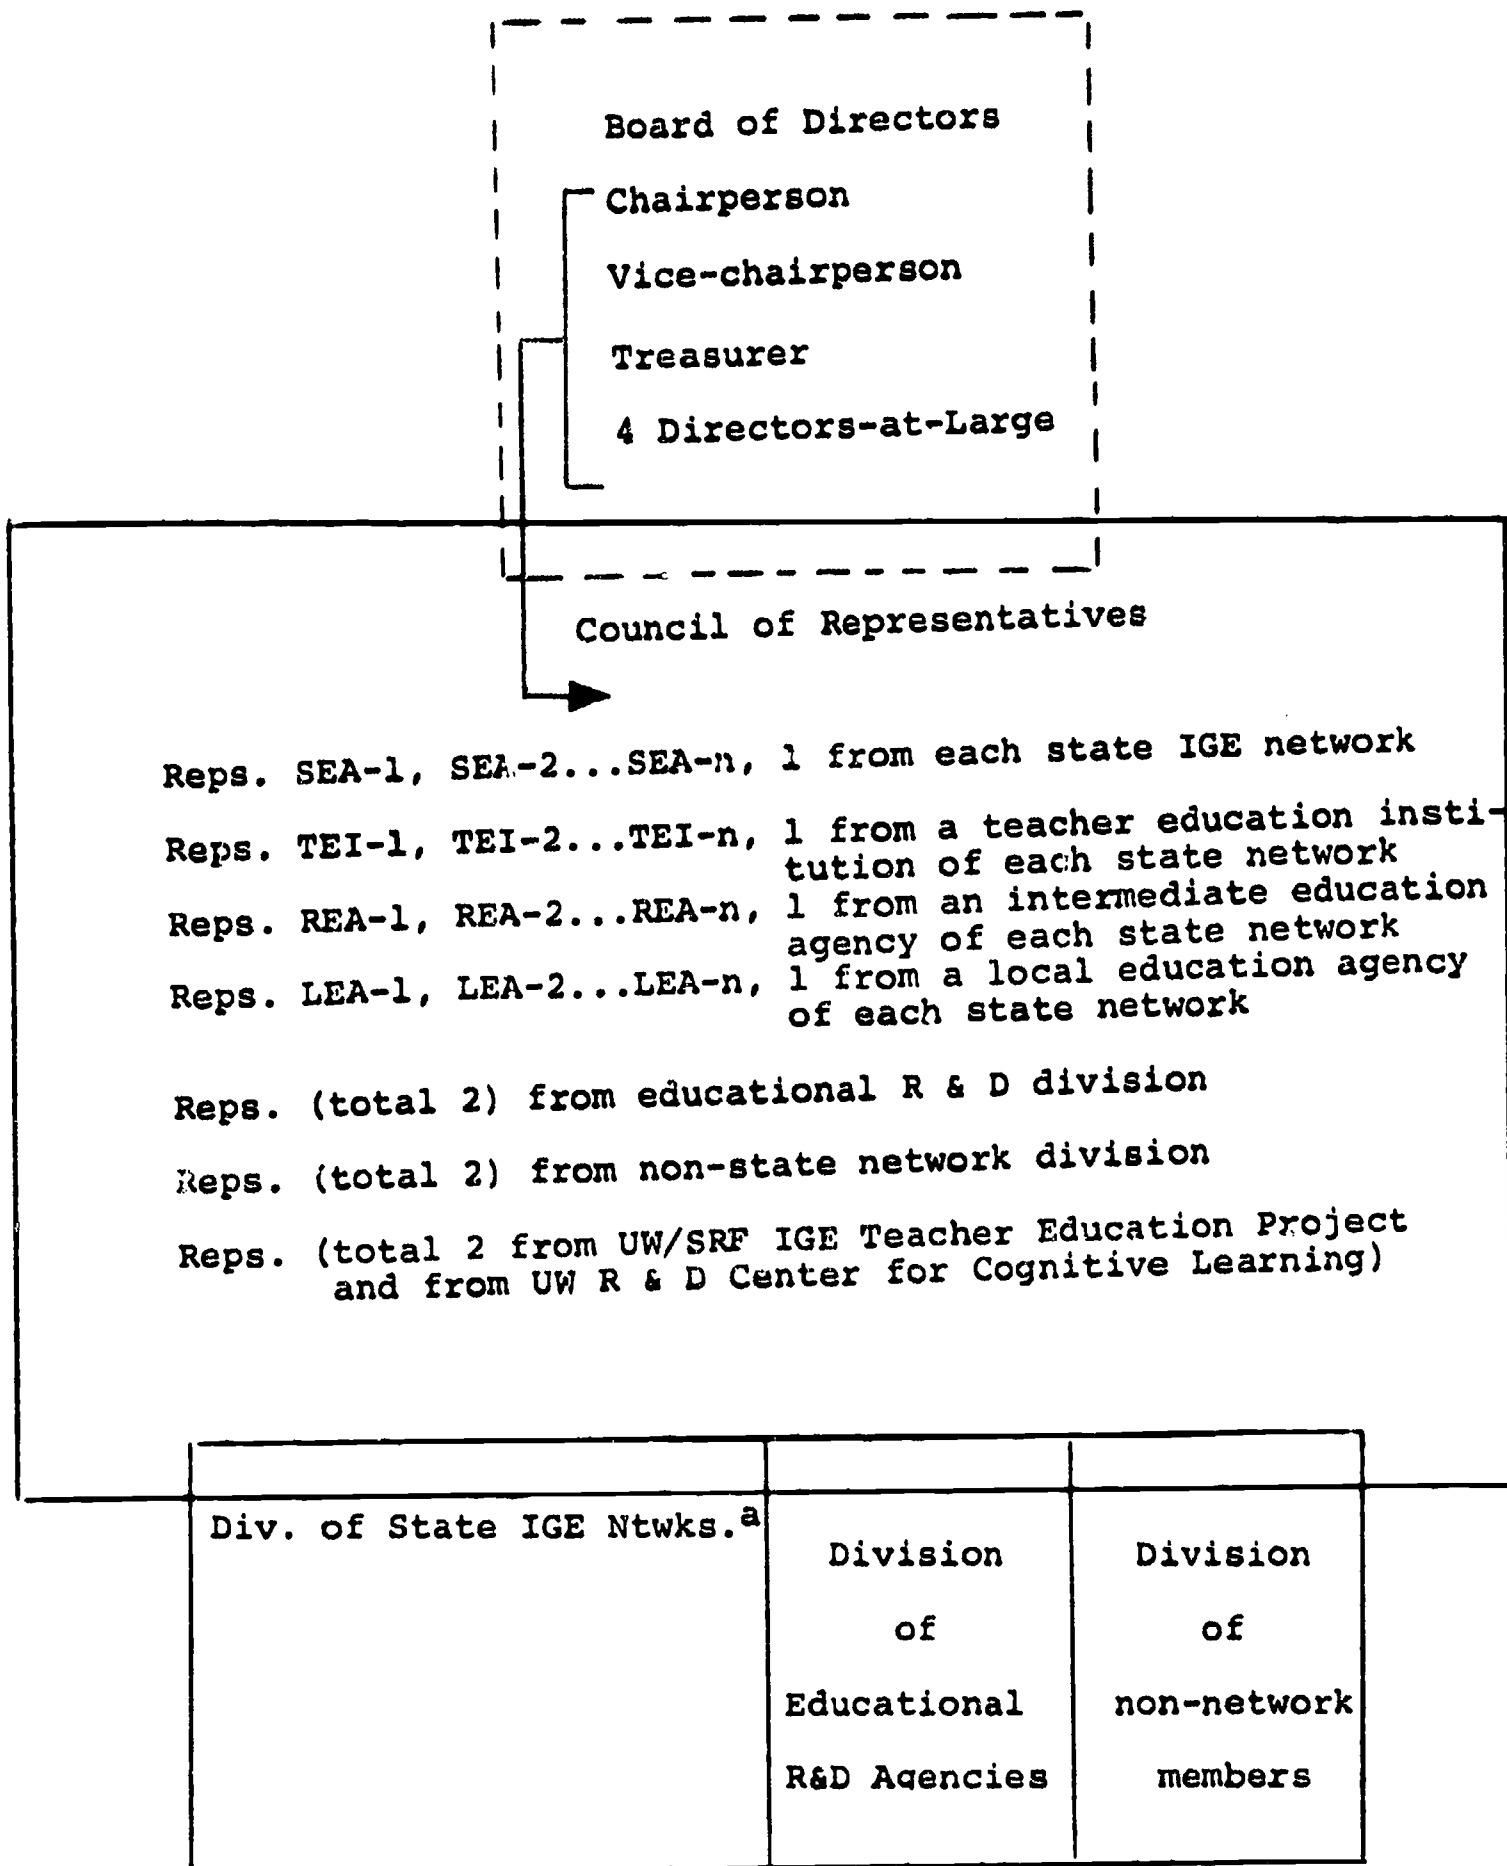 Board of Directors
Chairperson
Vice-chairperson
Treasurer
4 Directors-at-Large
Council of Representatives
Reps. SEA-1, SEA-2...SEA-n, 1 from each state IGE network
Reps. TEI-1, TEI-2...TEI-n, 1 from a teacher education insti-
tution of each state network
Reps. REA-1, REA-2...REA-n, 1 from an intermediate education
agency of each state network
Reps. LEA-1, LEA-2...LEA-n, 1 from a local education agency
of each state network
Reps. (total 2) from educational R & D division
Reps. (total 2) from non-state network division
Reps. (total 2 from UW/SRF IGE Teacher Education Project
and from UW R & D Center for Cognitive Learning)
Div. of State IGE Ntwks.a
Division
of
Educational
R&D Agencies
Division
of
non-network
members